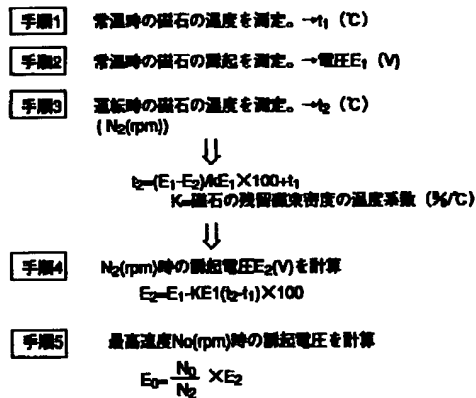 手順1 常温時の磁石の温度を測定。→t₁（℃）
手順2 常温時の磁石の誘起を測定。→電圧E₁（V）
手順3 運転時の磁石の温度を測定。→t₂（℃）
( N₂(rpm))
⇓
t₂=(E₁-E₂)/kE₁×100+t₁
K=磁石の残留磁束密度の温度係数（%/℃）
⇓
手順4 N₂(rpm)時の誘起電圧E₂(V)を計算
E₂=E₁-KE1(t₂-t₁)×100
手順5 最高速度No(rpm)時の誘起電圧を計算
E₀=N₀/N₂ ×E₂